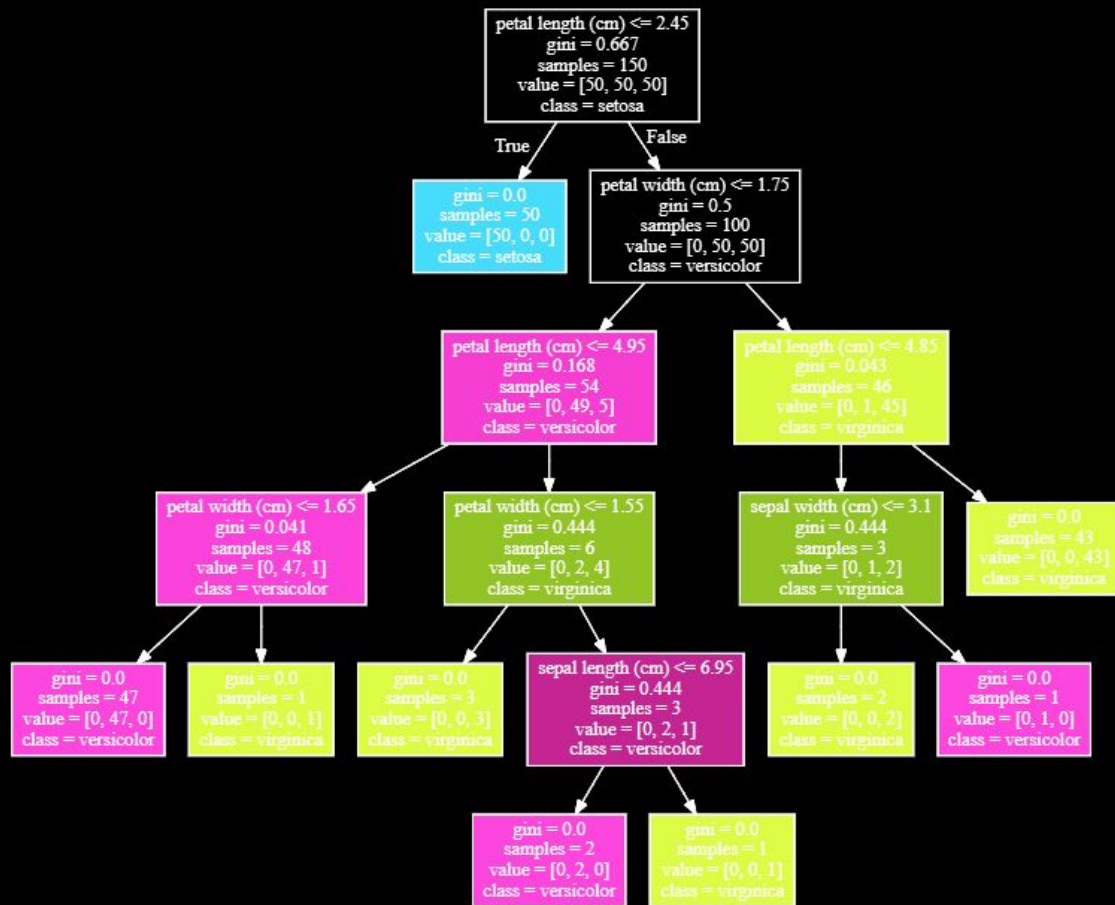 petal length (cm) <= 2.45
gini = 0.667
samples = 150
value = [50, 50, 50]
class = setosa
True
False
gini = 0.0
samples = 50
value = [50, 0, 0]
class = setosa
petal width (cm) <= 1.75
gini = 0.5
samples = 100
value = [0, 50, 50]
class = versicolor
petal length (cm) <= 4.95
gini = 0.168
samples = 54
value = [0, 49, 5]
class = versicolor
petal length (cm) <= 4.85
gini = 0.043
samples = 46
value = [0, 1, 45]
class = virginica
petal width (cm) <= 1.65
gini = 0.041
samples = 48
value = [0, 47, 1]
class = versicolor
petal width (cm) <= 1.55
gini = 0.444
samples = 6
value = [0, 2, 4]
class = virginica
sepal width (cm) <= 3.1
gini = 0.444
samples = 3
value = [0, 1, 2]
class = virginica
gini = 0.0
samples = 43
value = [0, 0, 43]
class = virginica
gini = 0.0
samples = 47
value = [0, 47, 0]
class = versicolor
gini = 0.0
samples = 1
value = [0, 0, 1]
class = virginica
gini = 0.0
samples = 3
value = [0, 0, 3]
class = virginica
sepal length (cm) <= 6.95
gini = 0.444
samples = 3
value = [0, 2, 1]
class = versicolor
gini = 0.0
samples = 2
value = [0, 0, 2]
class = virginica
gini = 0.0
samples = 1
value = [0, 1, 0]
class = versicolor
gini = 0.0
samples = 2
value = [0, 2, 0]
class = versicolor
gini = 0.0
samples = 1
value = [0, 0, 1]
class = virginica